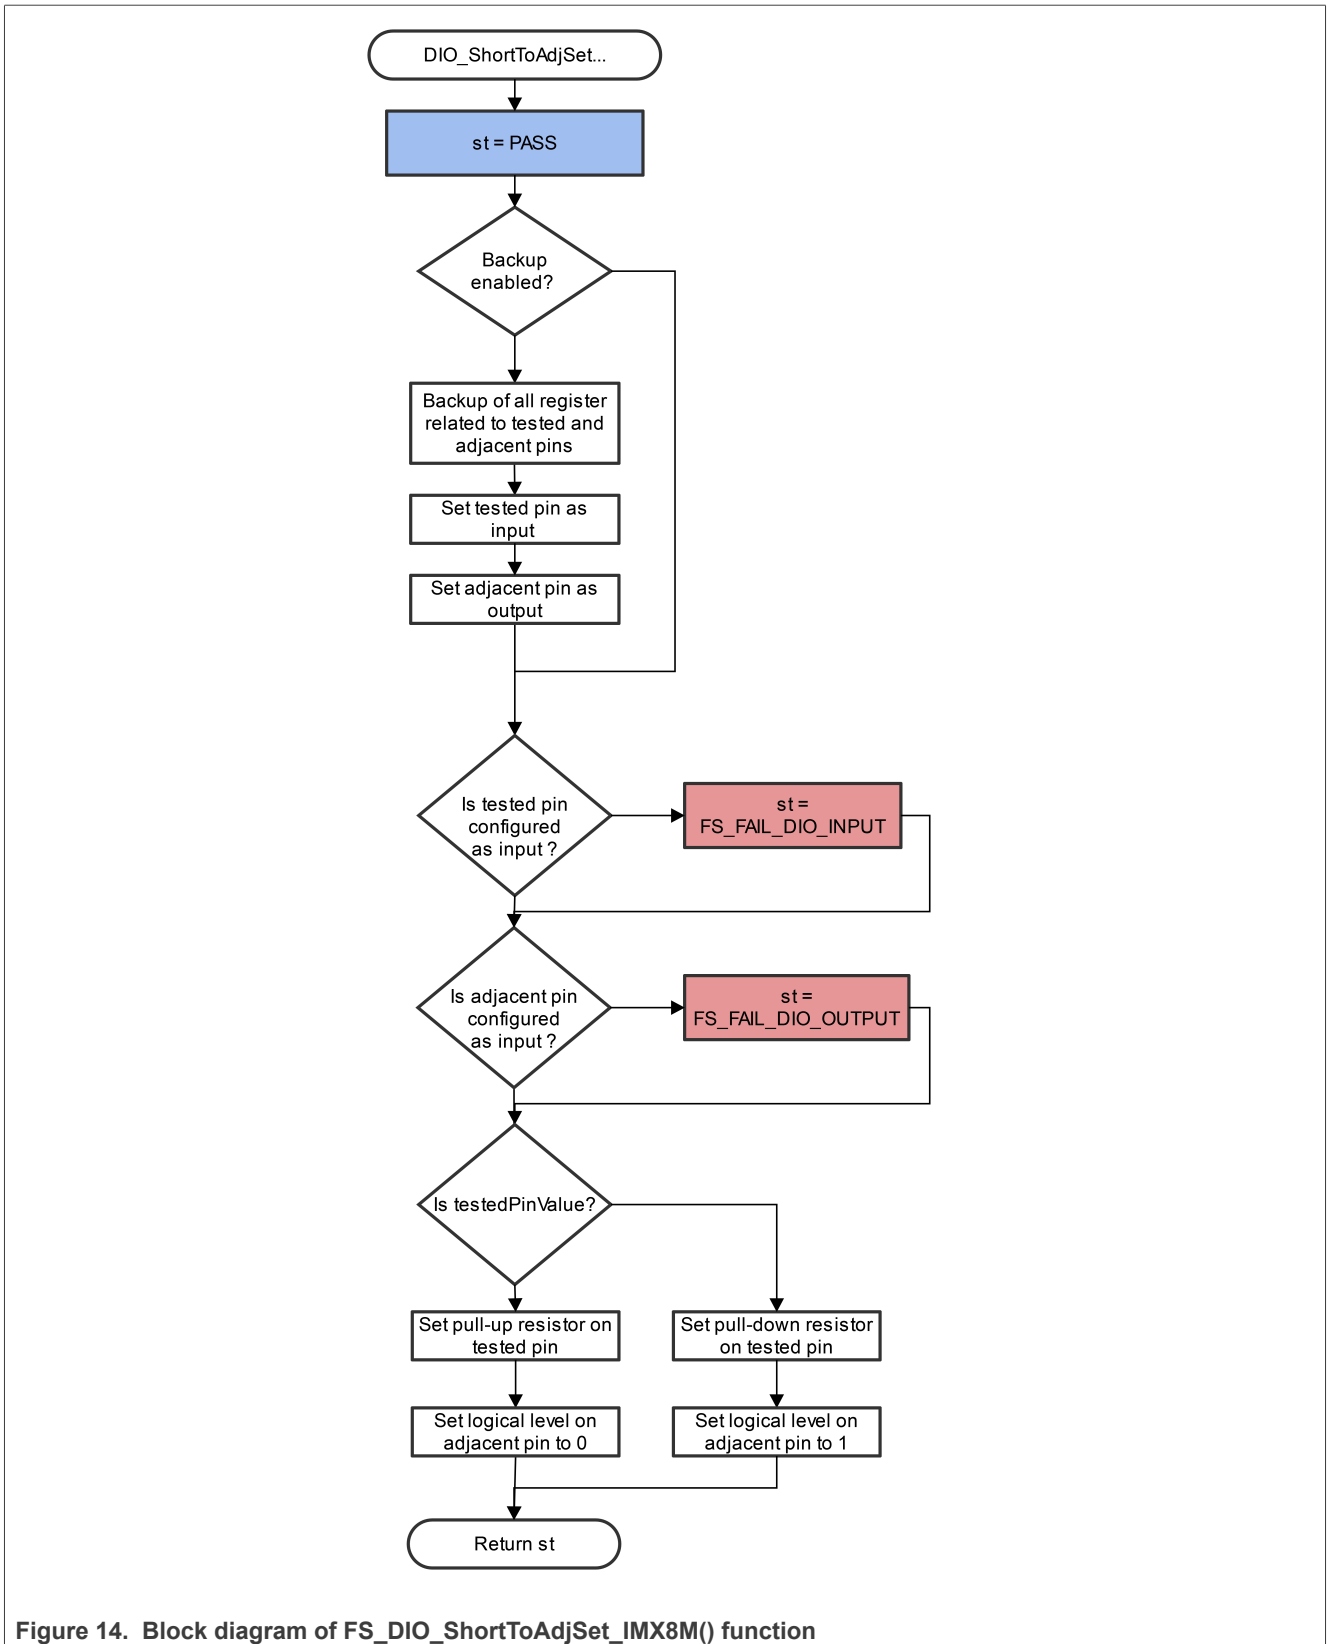 DIO_ShortToAdjSet...
st = PASS
Backup
enabled?
Backup of all register
related to tested and
adjacent pins
Set tested pin as
input
Set adjacent pin as
output
Is tested pin
configured
as input ?
st =
FS_FAIL_DIO_INPUT
Is adjacent pin
configured
as input ?
st =
FS_FAIL_DIO_OUTPUT
Is testedPinValue?
Set pull-up resistor on
tested pin
Set pull-down resistor
on tested pin
Set logical level on
adjacent pin to 0
Set logical level on
adjacent pin to 1
Return st
Figure 14. Block diagram of FS_DIO_ShortToAdjSet_IMX8M() function